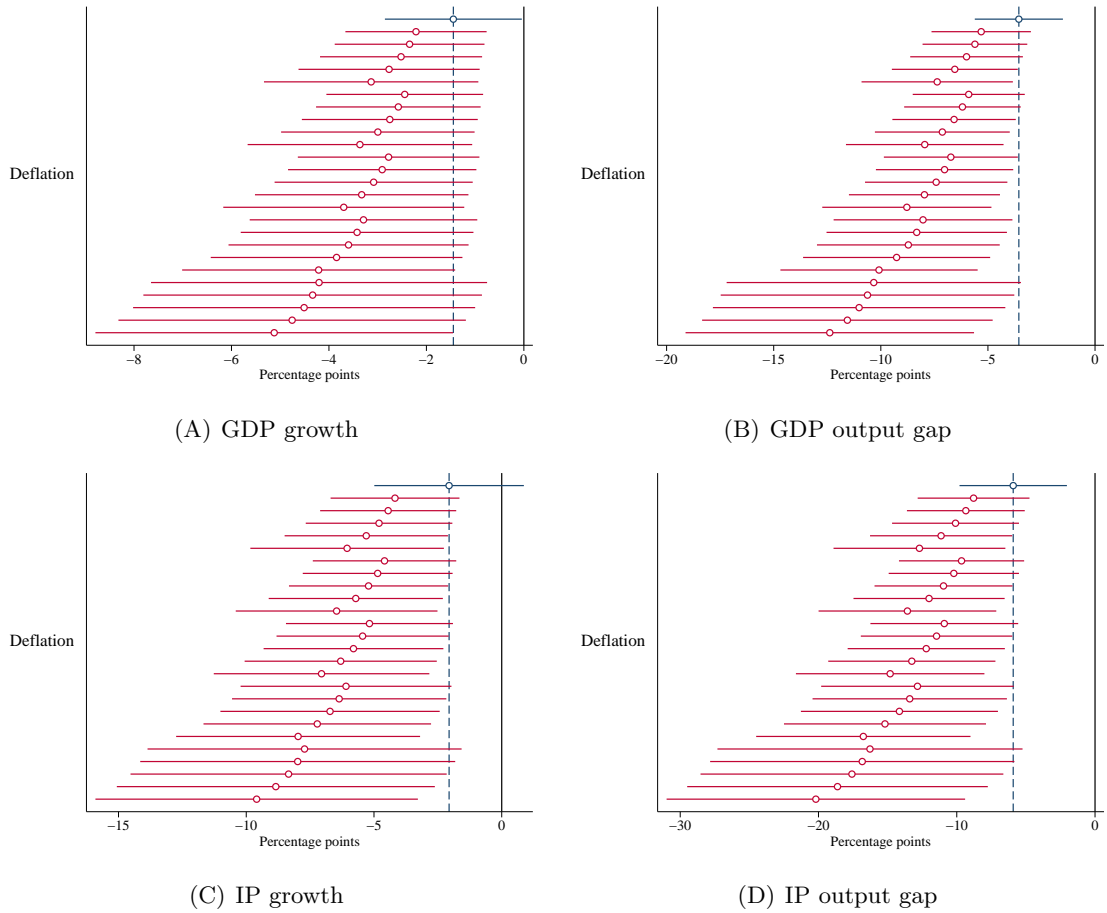 Deflation
−8 −6 −4 −2 0
Percentage points
(A) GDP growth
Deflation
−20 −15 −10 −5 0
Percentage points
(B) GDP output gap
Deflation
−15 −10 −5 0
Percentage points
(C) IP growth
Deflation
−30 −20 −10 0
Percentage points
(D) IP output gap